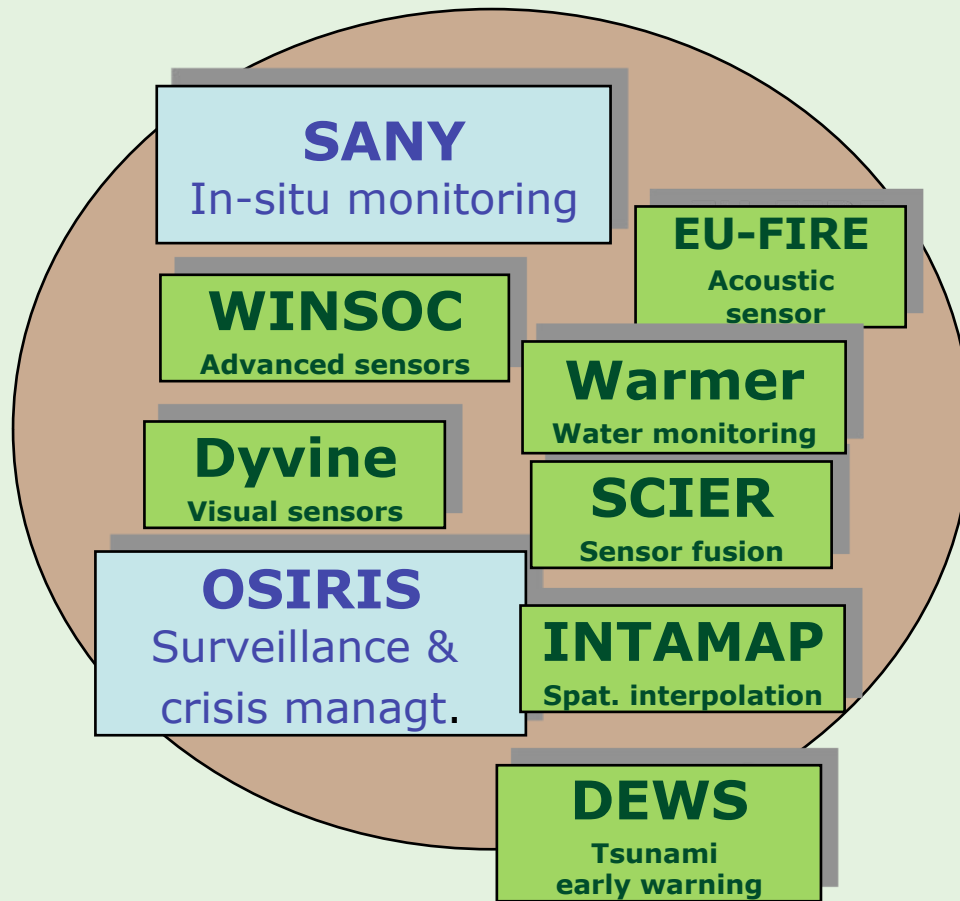 SANY
In-situ monitoring
EU-FIRE
Acoustic
sensor
WINSOC
Advanced sensors
Warmer
Water monitoring
Dyvine
Visual sensors
SCIER
Sensor fusion
OSIRIS
Surveillance &
crisis managt.
INTAMAP
Spat. interpolation
DEWS
Tsunami
early warning